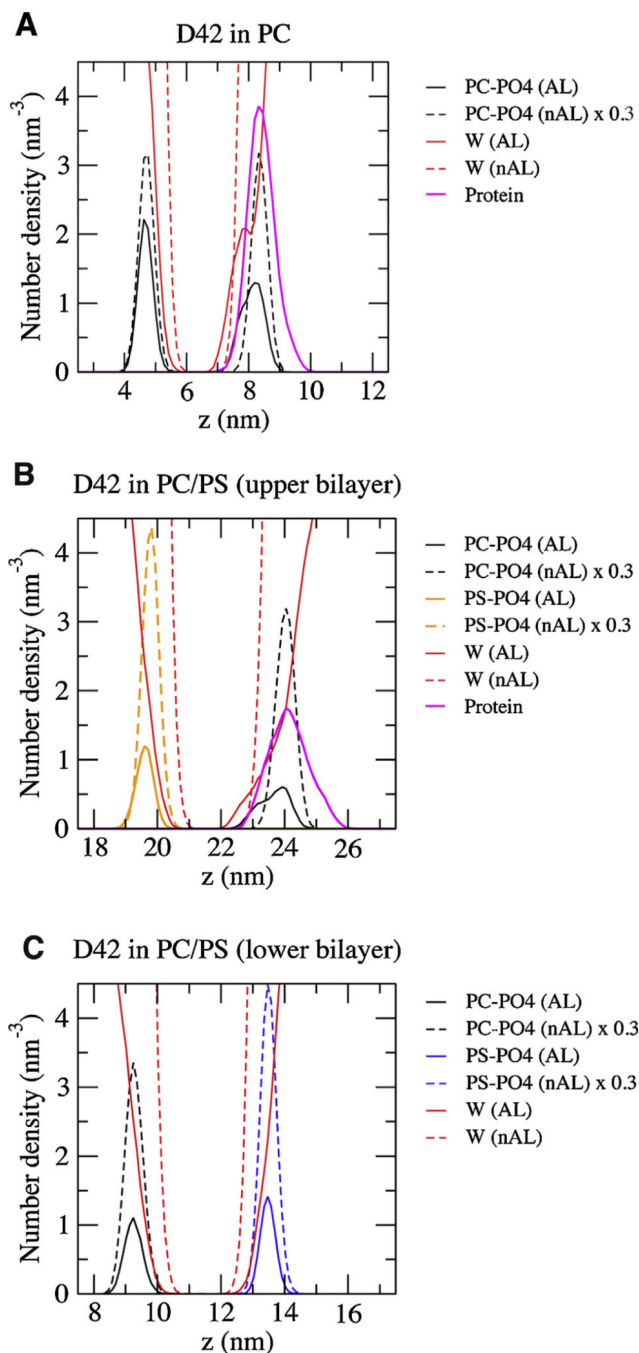 A
D42 in PC
Number density (nm⁻³)
4
3
2
1
0
4 6 8 10 12
z (nm)
PC-PO4 (AL)
PC-PO4 (nAL) x 0.3
W (AL)
W (nAL)
Protein
B
D42 in PC/PS (upper bilayer)
Number density (nm⁻³)
4
3
2
1
0
18 20 22 24 26
z (nm)
PC-PO4 (AL)
PC-PO4 (nAL) x 0.3
PS-PO4 (AL)
PS-PO4 (nAL) x 0.3
W (AL)
W (nAL)
Protein
C
D42 in PC/PS (lower bilayer)
Number density (nm⁻³)
4
3
2
1
0
8 10 12 14 16
z (nm)
PC-PO4 (AL)
PC-PO4 (nAL) x 0.3
PS-PO4 (AL)
PS-PO4 (nAL) x 0.3
W (AL)
W (nAL)